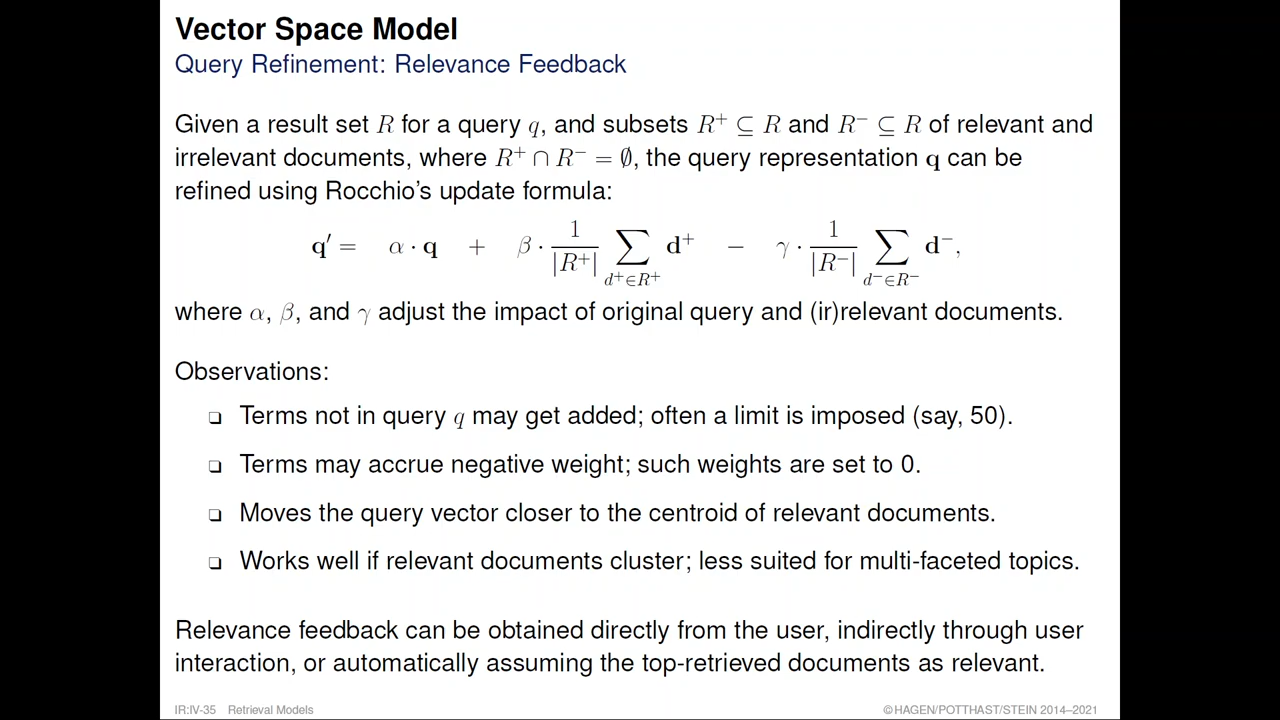 Vector Space Model
Query Refinement: Relevance Feedback
Given a result set R for a query q, and subsets R⁺ ⊆ R and R⁻ ⊆ R of relevant and
irrelevant documents, where R⁺ ∩ R⁻ = ∅, the query representation q can be
refined using Rocchio's update formula:
q′ = α · q + β · 1/|R⁺| ∑_{d⁺∈R⁺} d⁺ − γ · 1/|R⁻| ∑_{d⁻∈R⁻} d⁻,
where α, β, and γ adjust the impact of original query and (ir)relevant documents.
Observations:
❑ Terms not in query q may get added; often a limit is imposed (say, 50).
❑ Terms may accrue negative weight; such weights are set to 0.
❑ Moves the query vector closer to the centroid of relevant documents.
❑ Works well if relevant documents cluster; less suited for multi-faceted topics.
Relevance feedback can be obtained directly from the user, indirectly through user
interaction, or automatically assuming the top-retrieved documents as relevant.
IR:IV-35 Retrieval Models ©HAGEN/POTTHAST/STEIN 2014–2021